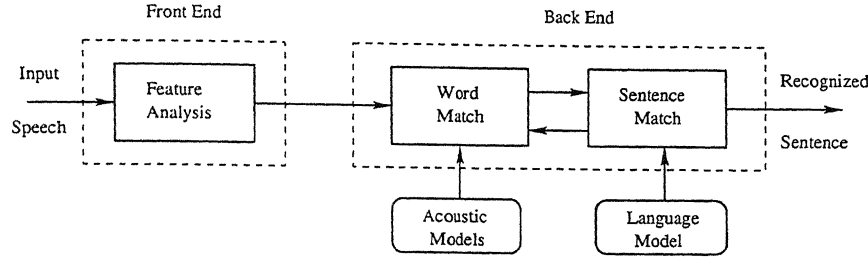 Front End
Back End
Input
Speech
Feature
Analysis
Word
Match
Sentence
Match
Recognized
Sentence
Acoustic
Models
Language
Model